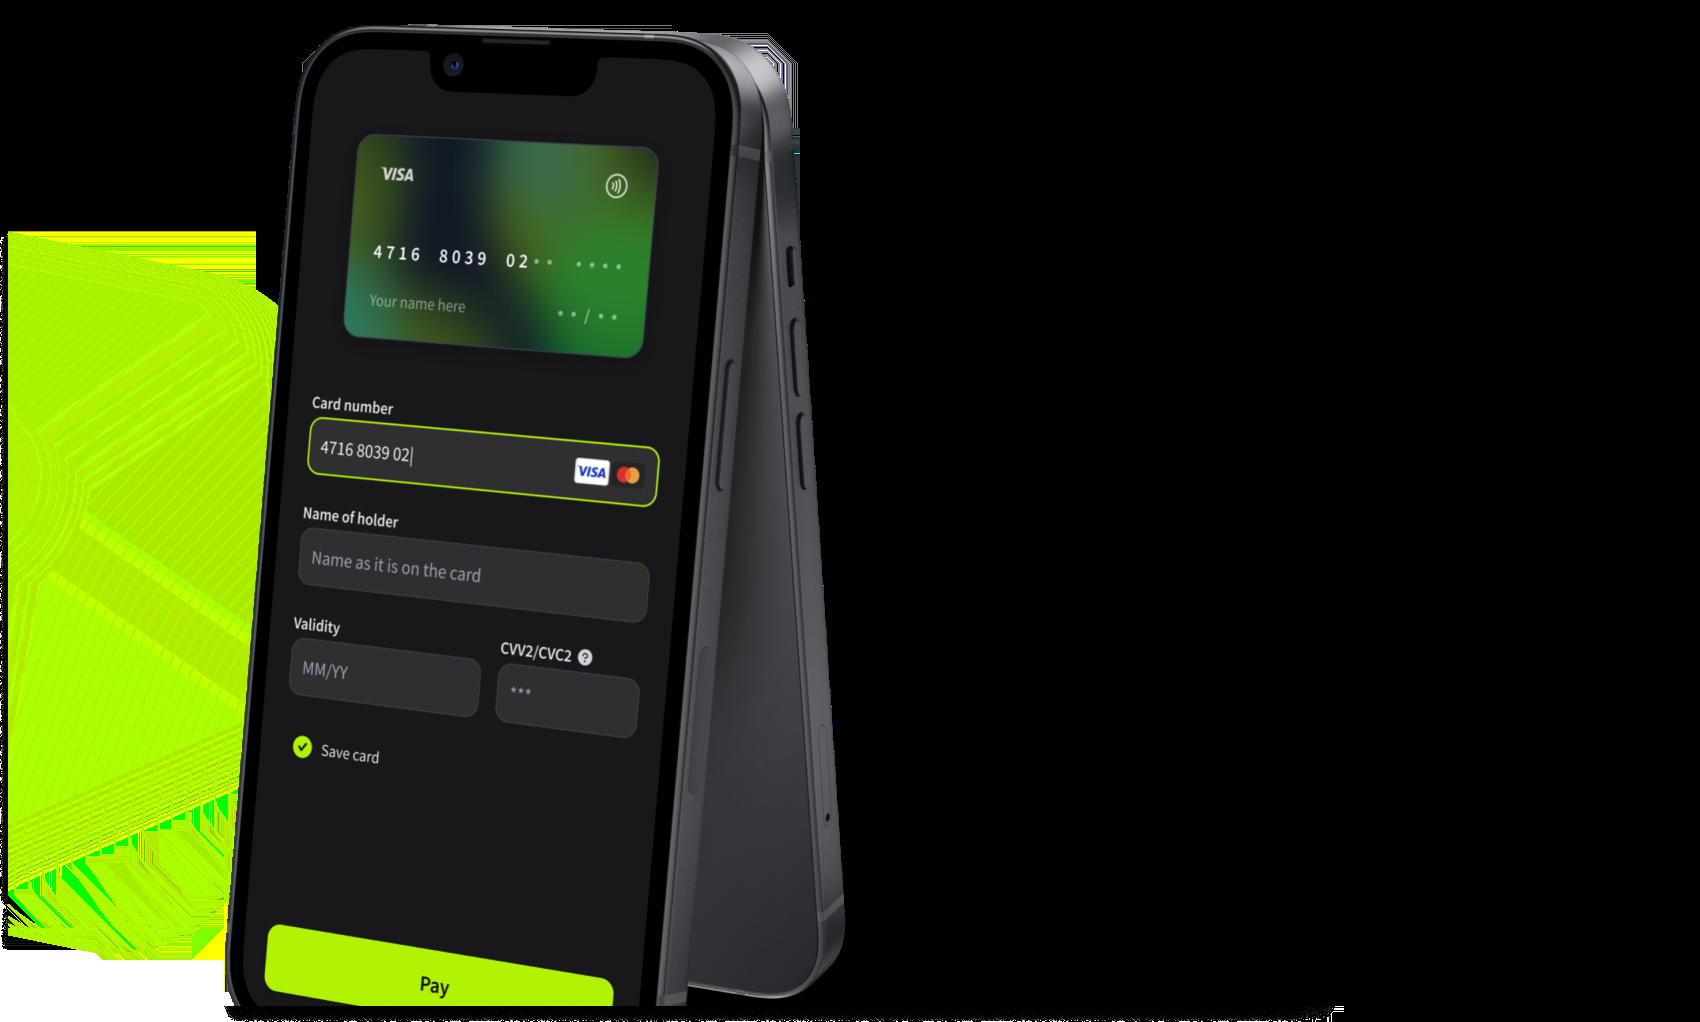 VISA
4716 8039 02•• ••••
Your name here
••/••
Card number
4716 8039 02
VISA
Name of holder
Name as it is on the card
Validity
CVV2/CVC2 ?
MM/YY
***
Save card
Pay